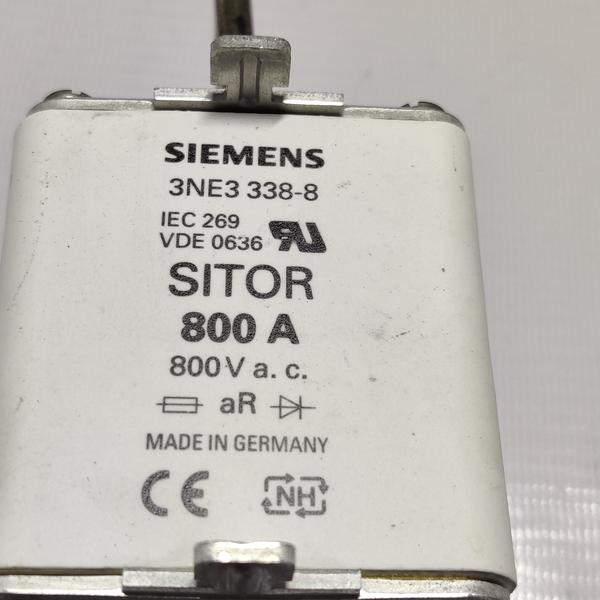 SIEMENS
3NE3 338-8
IEC 269
VDE 0636
SITOR
800 A
800V a. c.
aR
MADE IN GERMANY
CE
NH